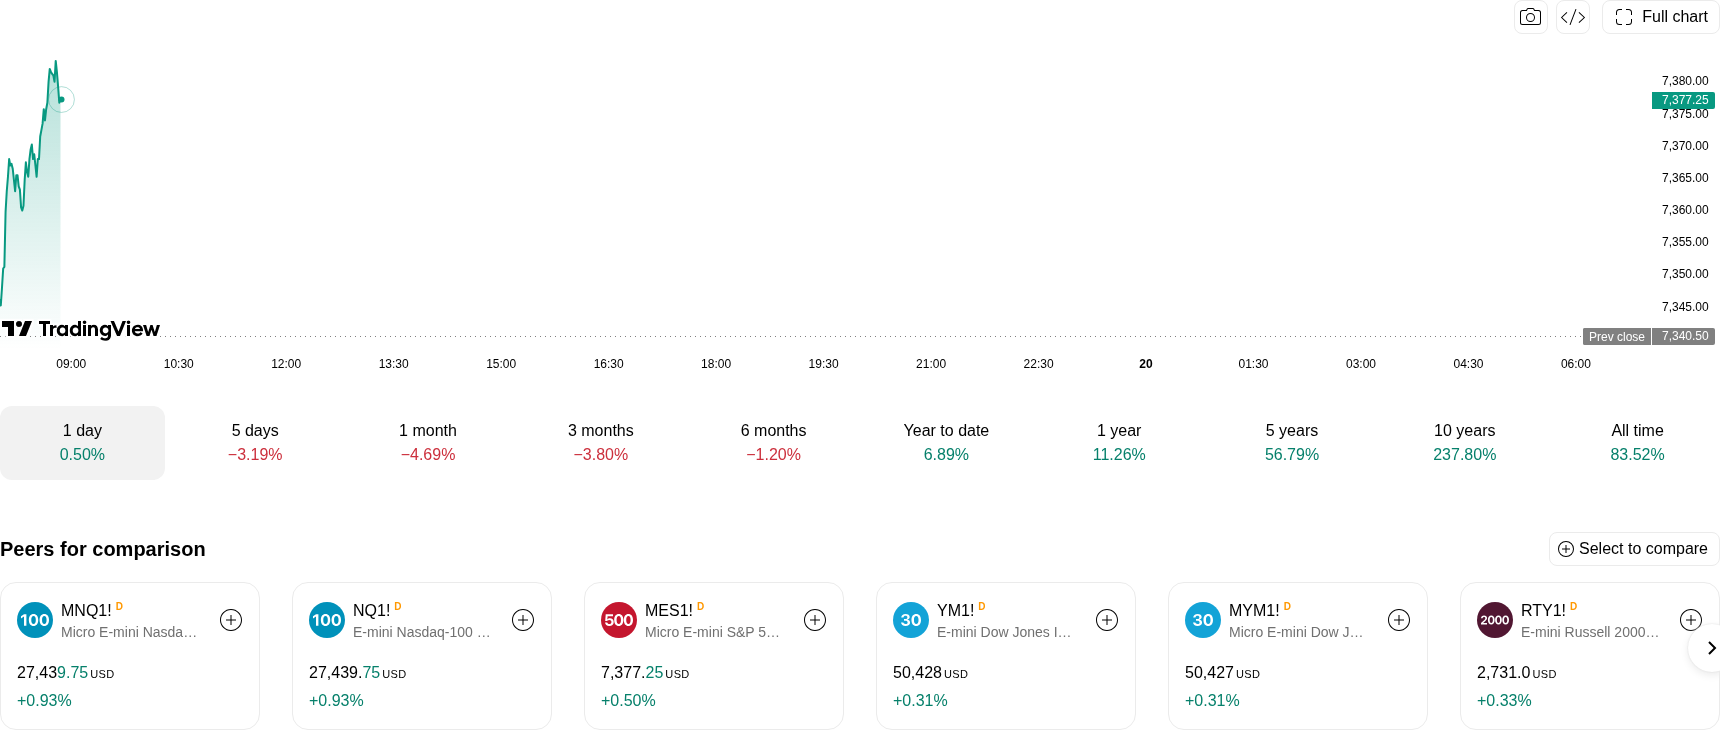 Full chart
7,380.00
7,377.25
7,375.00
7,370.00
7,365.00
7,360.00
7,355.00
7,350.00
7,345.00
TradingView
Prev close 7,340.50
09:00 10:30 12:00 13:30 15:00 16:30 18:00 19:30 21:00 22:30 20 01:30 03:00 04:30 06:00
1 day 5 days 1 month 3 months 6 months Year to date 1 year 5 years 10 years All time
0.50% −3.19% −4.69% −3.80% −1.20% 6.89% 11.26% 56.79% 237.80% 83.52%
Peers for comparison
Select to compare
100 MNQ1! D
Micro E-mini Nasda…
27,439.75 USD
+0.93%
100 NQ1! D
E-mini Nasdaq-100 …
27,439.75 USD
+0.93%
500 MES1! D
Micro E-mini S&P 5…
7,377.25 USD
+0.50%
30 YM1! D
E-mini Dow Jones I…
50,428 USD
+0.31%
30 MYM1! D
Micro E-mini Dow J…
50,427 USD
+0.31%
2000 RTY1! D
E-mini Russell 2000…
2,731.0 USD
+0.33%